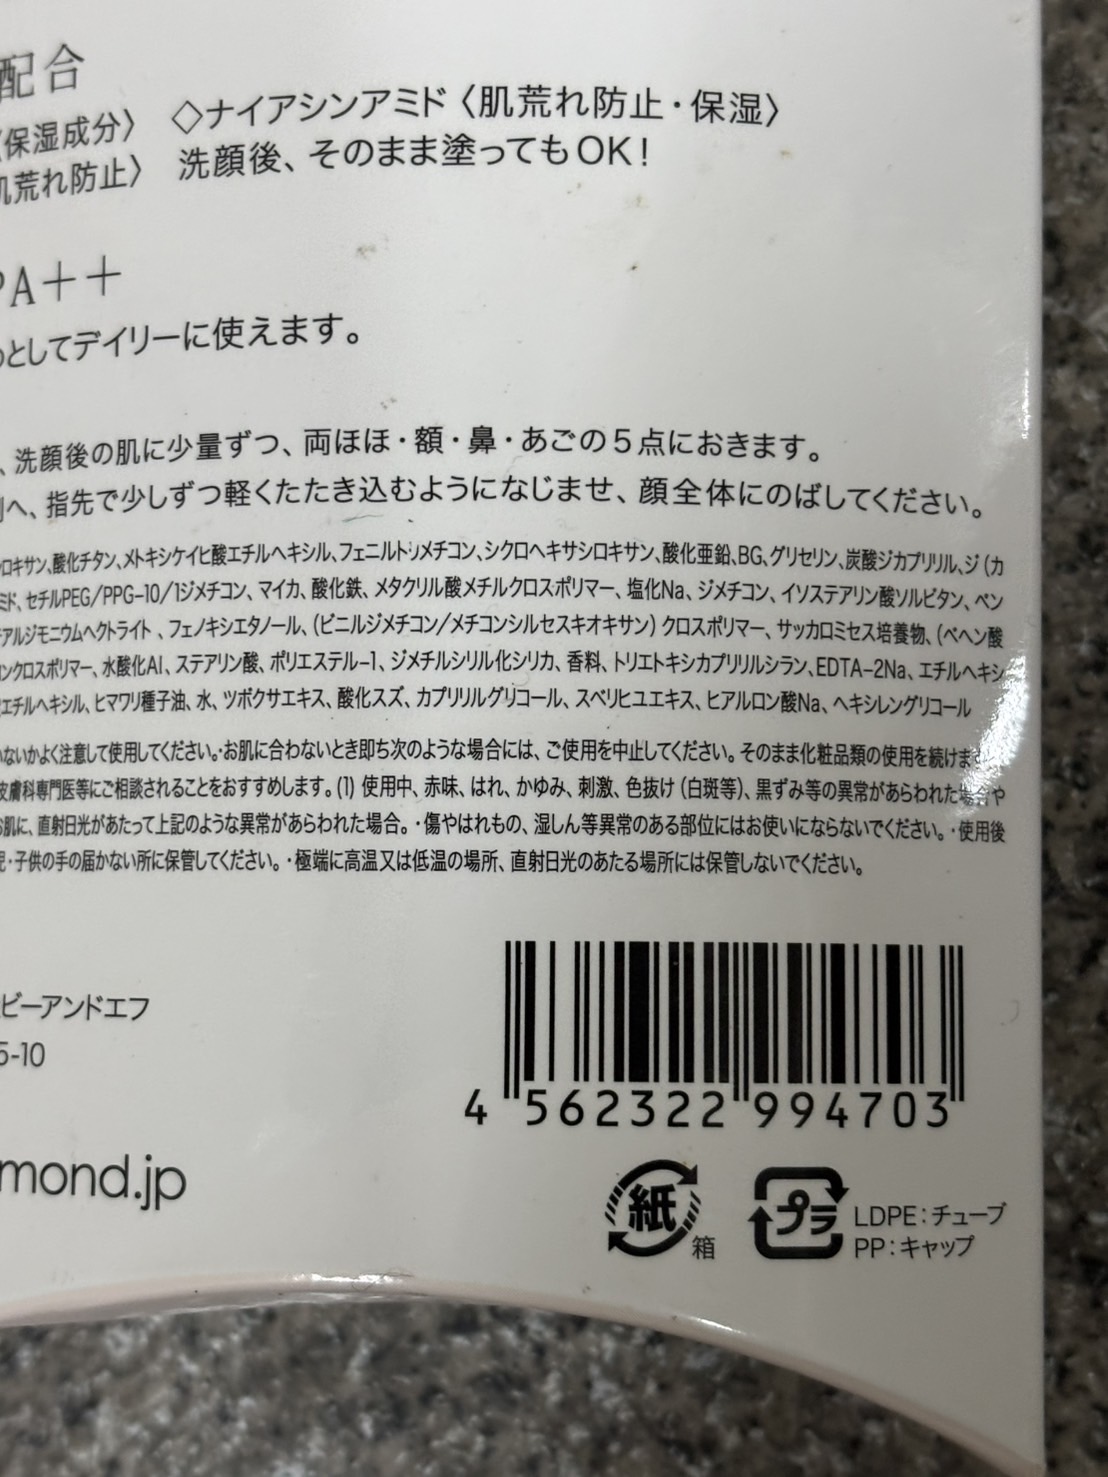 配合
〈保湿成分〉 ◇ナイアシンアミド〈肌荒れ防止・保湿〉
肌荒れ防止〉 洗顔後、そのまま塗ってもOK!
PA++
としてデイリーに使えます。
、洗顔後の肌に少量ずつ、両ほほ・額・鼻・あごの5点におきます。
へ、指先で少しずつ軽くたたき込むようになじませ、顔全体にのばしてください。
ロキサン､酸化チタン､メトキシケイヒ酸エチルヘキシル､フェニルトリメチコン､シクロヘキサシロキサン､酸化亜鉛､BG､グリセリン､炭酸ジカプリリル､ジ(カ
ミド､セチルPEG/PPG-10/1ジメチコン､マイカ､酸化鉄､メタクリル酸メチルクロスポリマー､塩化Na､ジメチコン､イソステアリン酸ソルビタン､ペン
アルジモニウムヘクトライト､フェノキシエタノール､(ビニルジメチコン/メチコンシルセスキオキサン)クロスポリマー､サッカロミセス培養物､(ベヘン酸
ンクロスポリマー､水酸化Al､ステアリン酸､ポリエステル-1､ジメチルシリル化シリカ､香料､トリエトキシカプリリルシラン､EDTA-2Na､エチルヘキシ
エチルヘキシル､ヒマワリ種子油､水､ツボクサエキス､酸化スズ､カプリリルグリコール､スベリヒユエキス､ヒアルロン酸Na､ヘキシレングリコール
いないかよく注意して使用してください。・お肌に合わないとき即ち次のような場合には、ご使用を中止してください。そのまま化粧品類の使用を続けます
皮膚科専門医等にご相談されることをおすすめします。(1)使用中、赤味、はれ、かゆみ、刺激、色抜け(白斑等)、黒ずみ等の異常があらわれた場合や
お肌に、直射日光があたって上記のような異常があらわれた場合。・傷やはれもの、湿しん等異常のある部位にはお使いにならないでください。・使用後
児・子供の手の届かない所に保管してください。・極端に高温又は低温の場所、直射日光のあたる場所には保管しないでください。
ビーアンドエフ
5-10
4 562322 994703
mond.jp
紙 箱
プラ LDPE:チューブ
PP:キャップ